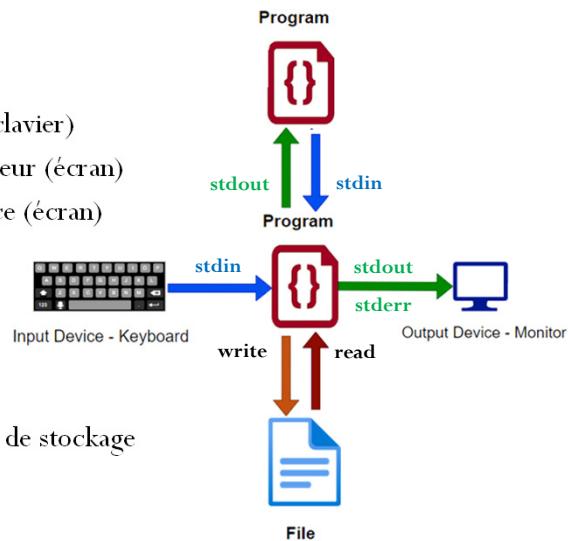 Program
clavier)
eur (écran)
re (écran)
stdout
stdin
Program
stdin
stdout
stderr
Input Device - Keyboard
Output Device - Monitor
write
read
de stockage
File